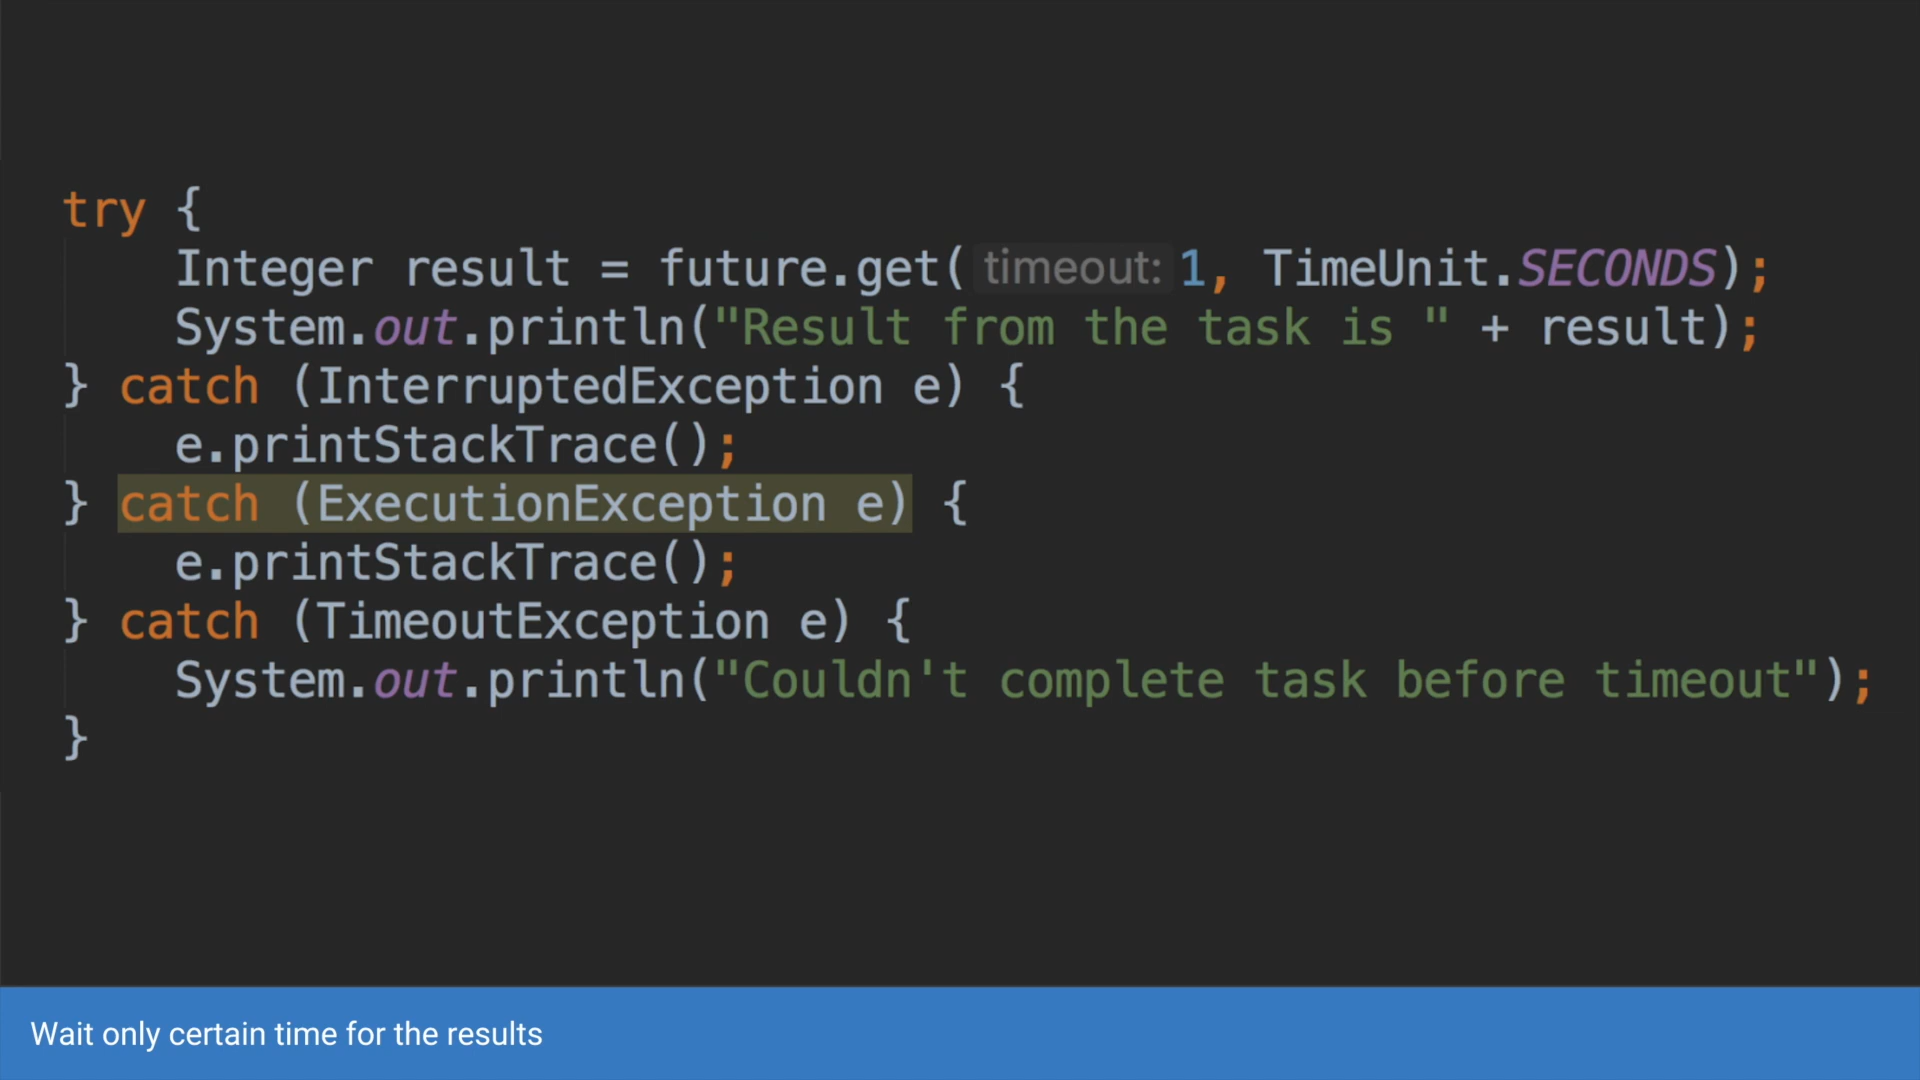 try {
Integer result = future.get( timeout: 1, TimeUnit.SECONDS);
System.out.println("Result from the task is " + result);
} catch (InterruptedException e) {
e.printStackTrace();
} catch (ExecutionException e) {
e.printStackTrace();
} catch (TimeoutException e) {
System.out.println("Couldn't complete task before timeout");
}
Wait only certain time for the results